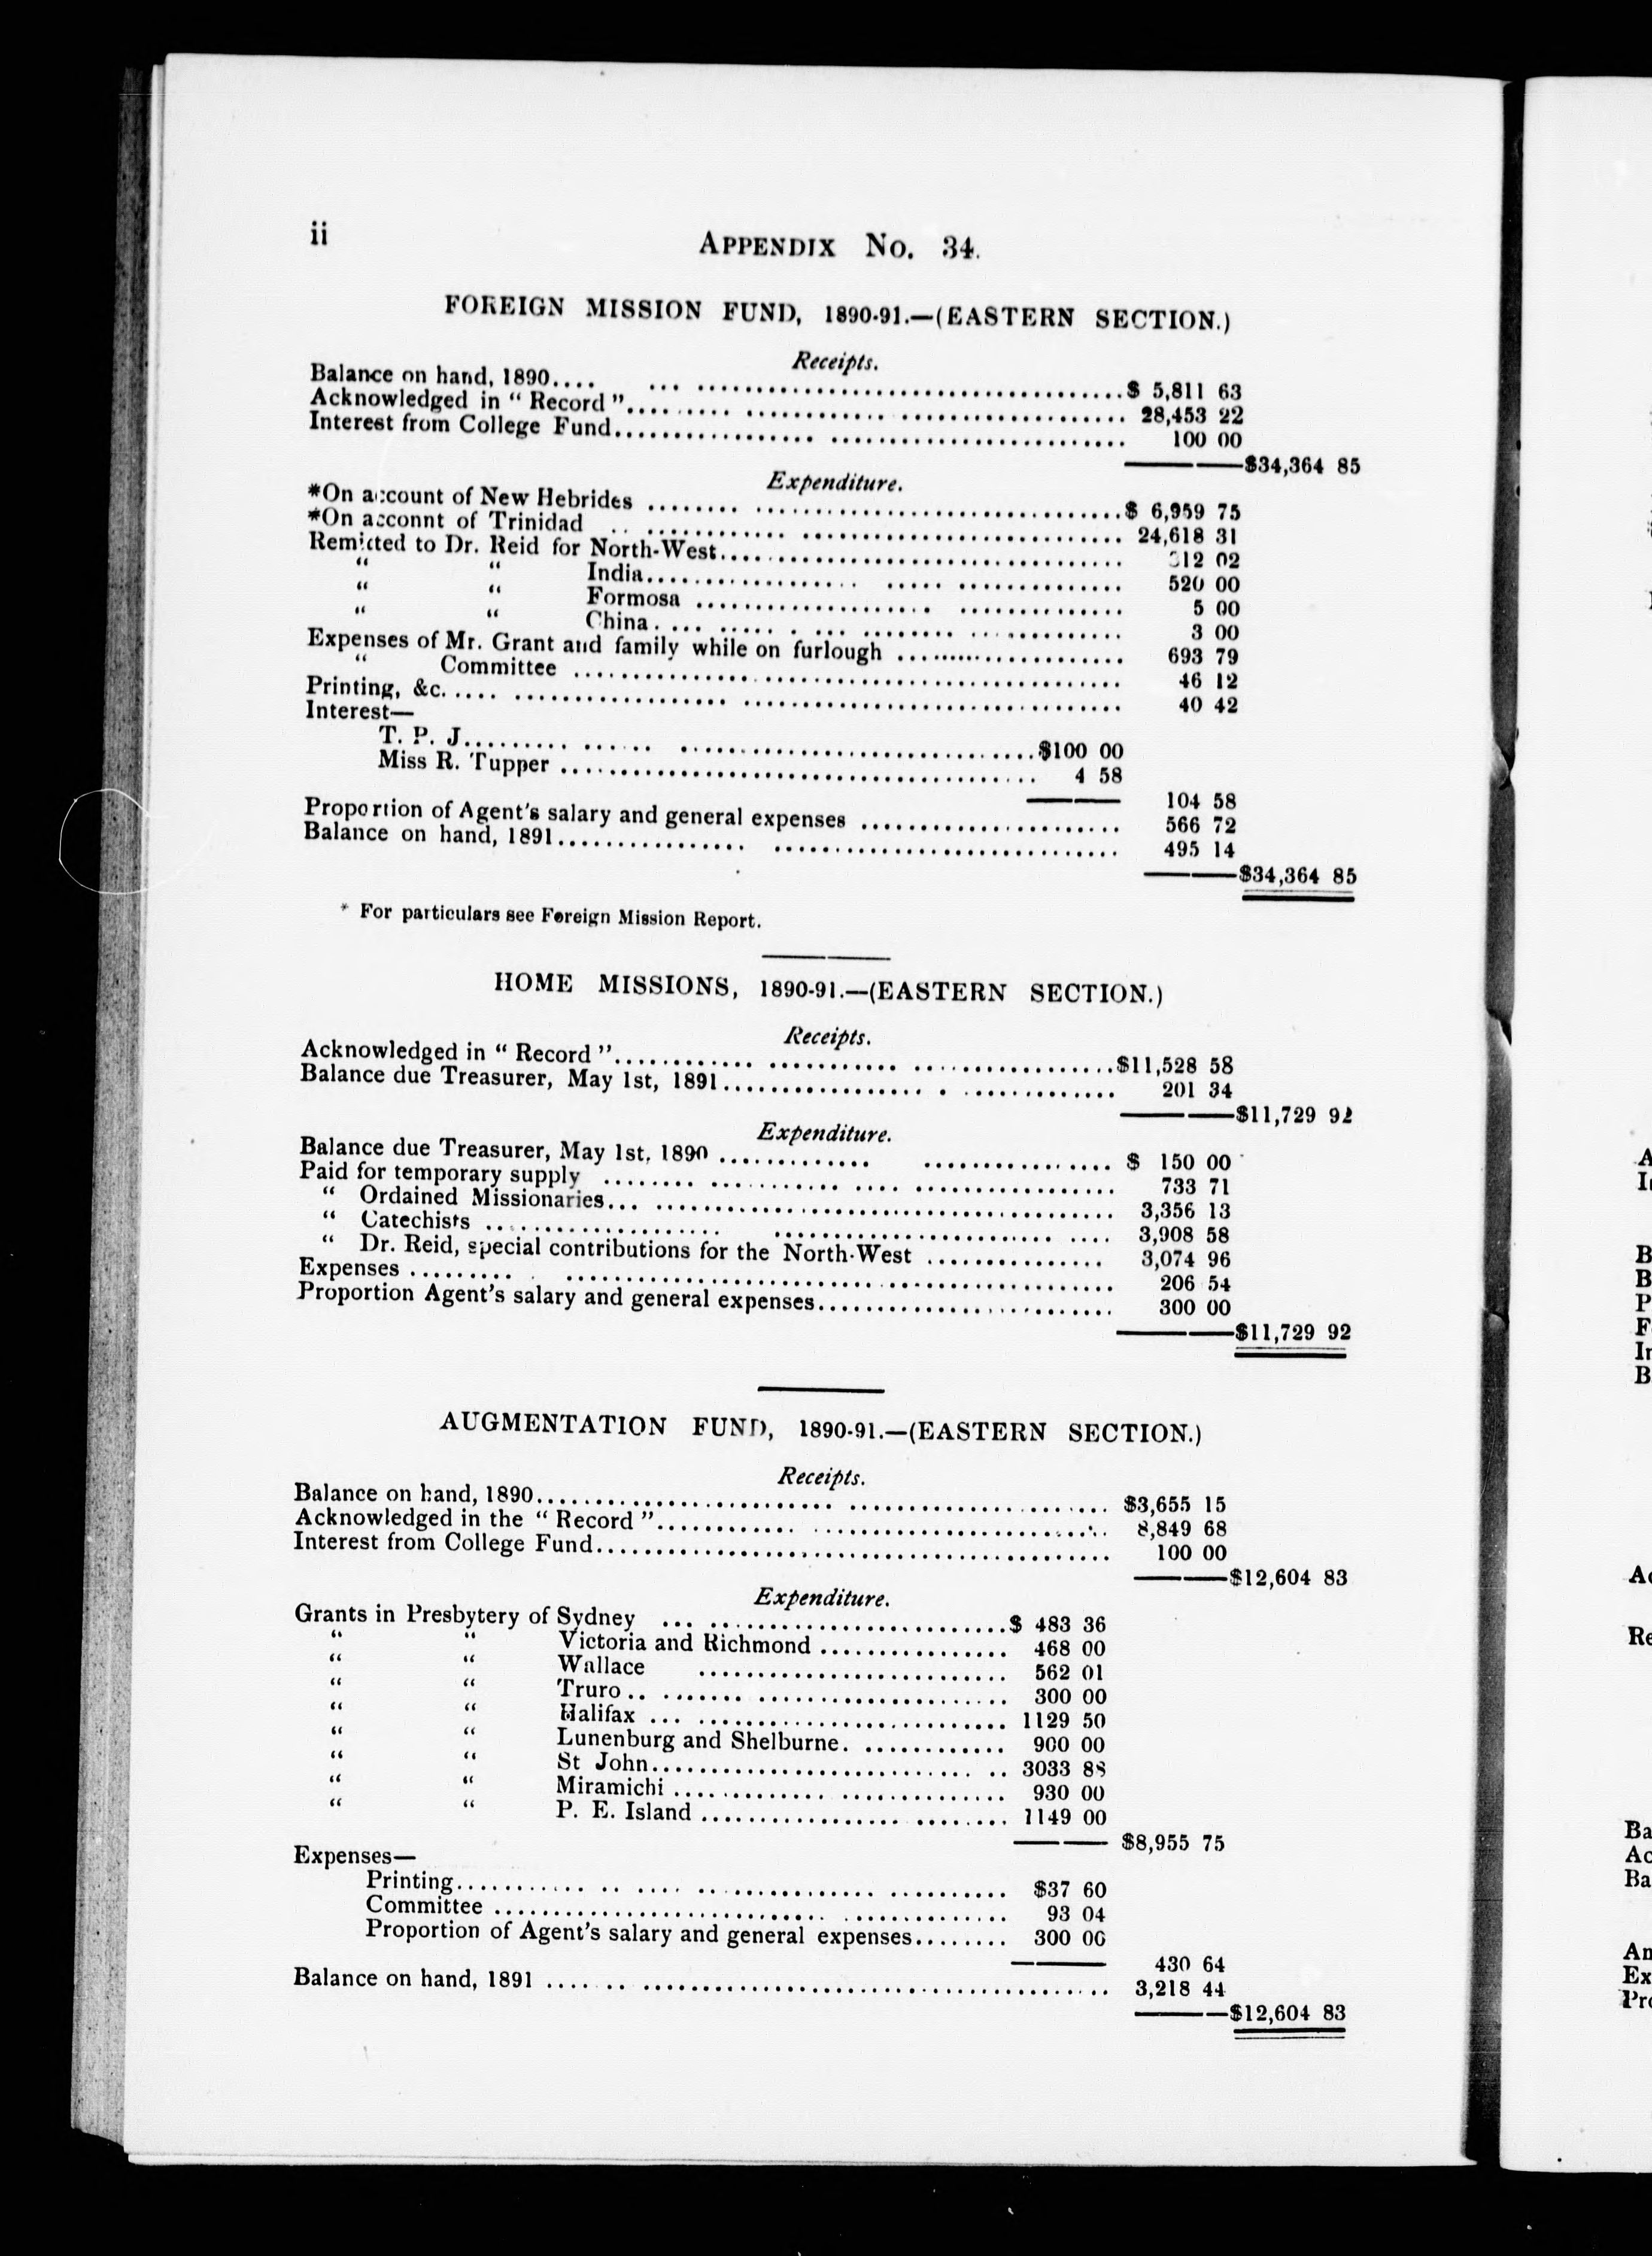 ii
APPENDIX No. 34.
FOREIGN MISSION FUND, 1890-91.—(EASTERN SECTION.)
Receipts.
Balance on hand, 1890.... $ 5,811 63
Acknowledged in “ Record ”.... 28,453 22
Interest from College Fund.... 100 00
$34,364 85
Expenditure.
*On account of New Hebrides .... $ 6,959 75
*On acconnt of Trinidad .... 24,618 31
Remitted to Dr. Reid for North-West.... 312 02
“ “ India.... 520 00
“ “ Formosa .... 5 00
“ “ China.... 3 00
Expenses of Mr. Grant and family while on furlough .... 693 79
“ Committee .... 46 12
Printing, &c..... 40 42
Interest—
T. P. J.... $100 00
Miss R. Tupper .... 4 58
104 58
Proportion of Agent's salary and general expenses .... 566 72
Balance on hand, 1891.... 495 14
$34,364 85
* For particulars see Foreign Mission Report.
HOME MISSIONS, 1890-91.—(EASTERN SECTION.)
Receipts.
Acknowledged in “ Record ”.... $11,528 58
Balance due Treasurer, May 1st, 1891.... 201 34
$11,729 92
Expenditure.
Balance due Treasurer, May 1st, 1890 .... $ 150 00
Paid for temporary supply .... 733 71
“ Ordained Missionaries.... 3,356 13
“ Catechists .... 3,908 58
“ Dr. Reid, special contributions for the North-West .... 3,074 96
Expenses .... 206 54
Proportion Agent's salary and general expenses.... 300 00
$11,729 92
AUGMENTATION FUND, 1890-91.—(EASTERN SECTION.)
Receipts.
Balance on hand, 1890.... $3,655 15
Acknowledged in the “ Record ”.... 8,849 68
Interest from College Fund.... 100 00
$12,604 83
Expenditure.
Grants in Presbytery of Sydney .... $ 483 36
“ “ Victoria and Richmond .... 468 00
“ “ Wallace .... 562 01
“ “ Truro.... 300 00
“ “ Halifax .... 1129 50
“ “ Lunenburg and Shelburne.... 900 00
“ “ St John.... 3033 88
“ “ Miramichi .... 930 00
“ “ P. E. Island .... 1149 00
$8,955 75
Expenses—
Printing.... $37 60
Committee .... 93 04
Proportion of Agent's salary and general expenses.... 300 00
430 64
Balance on hand, 1891 .... 3,218 44
$12,604 83